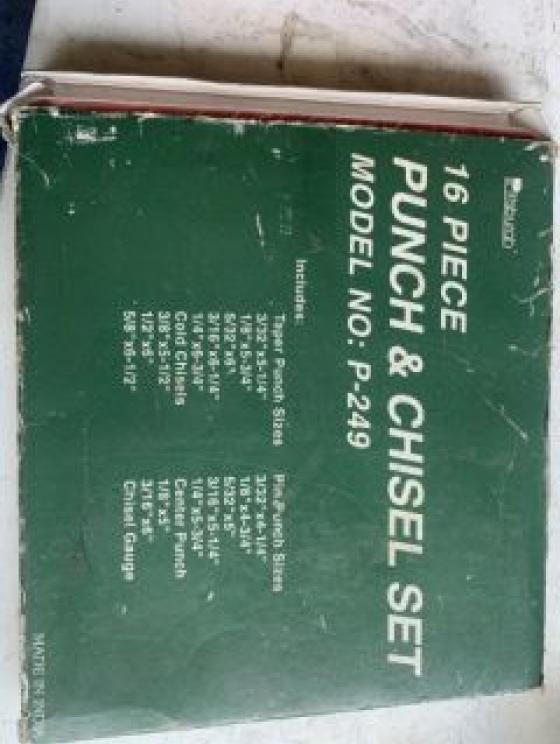 Pittsburgh
16 PIECE
PUNCH & CHISEL SET
MODEL NO: P-249
Includes:
Taper Punch Sizes
3/32"x5-1/4"
1/8"x5-3/4"
5/32"x6"
3/16"x6-1/4"
1/4"x6-3/4"
Cold Chisels
3/8"x5-1/2"
1/2"x6"
5/8"x6-1/2"
Pin Punch Sizes
3/32"x4-1/4"
1/8"x4-3/4"
5/32"x5"
3/16"x5-1/4"
1/4"x5-3/4"
Center Punch
1/8"x5"
3/16"x6"
Chisel Gauge
MADE IN INDIA